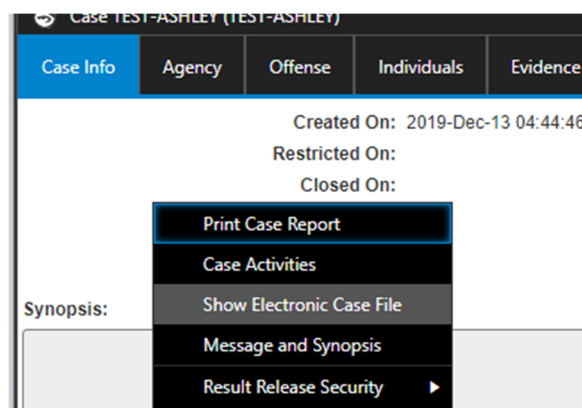 Case TEST-ASHLEY (TEST-ASHLEY)
Case Info Agency Offense Individuals Evidence
Created On: 2019-Dec-13 04:44:46
Restricted On:
Closed On:
Print Case Report
Case Activities
Synopsis: Show Electronic Case File
Message and Synopsis
Result Release Security